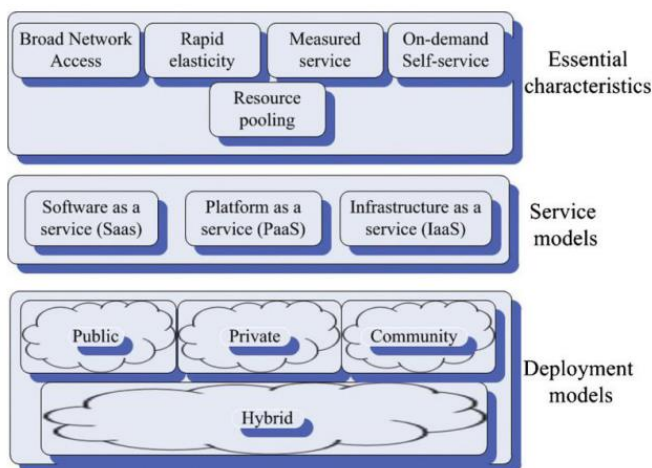 Broad Network
Access
Rapid
elasticity
Measured
service
On-demand
Self-service
Resource
pooling
Essential
characteristics
Software as a
service (Saas)
Platform as a
service (PaaS)
Infrastructure as a
service (IaaS)
Service
models
Public
Private
Community
Hybrid
Deployment
models